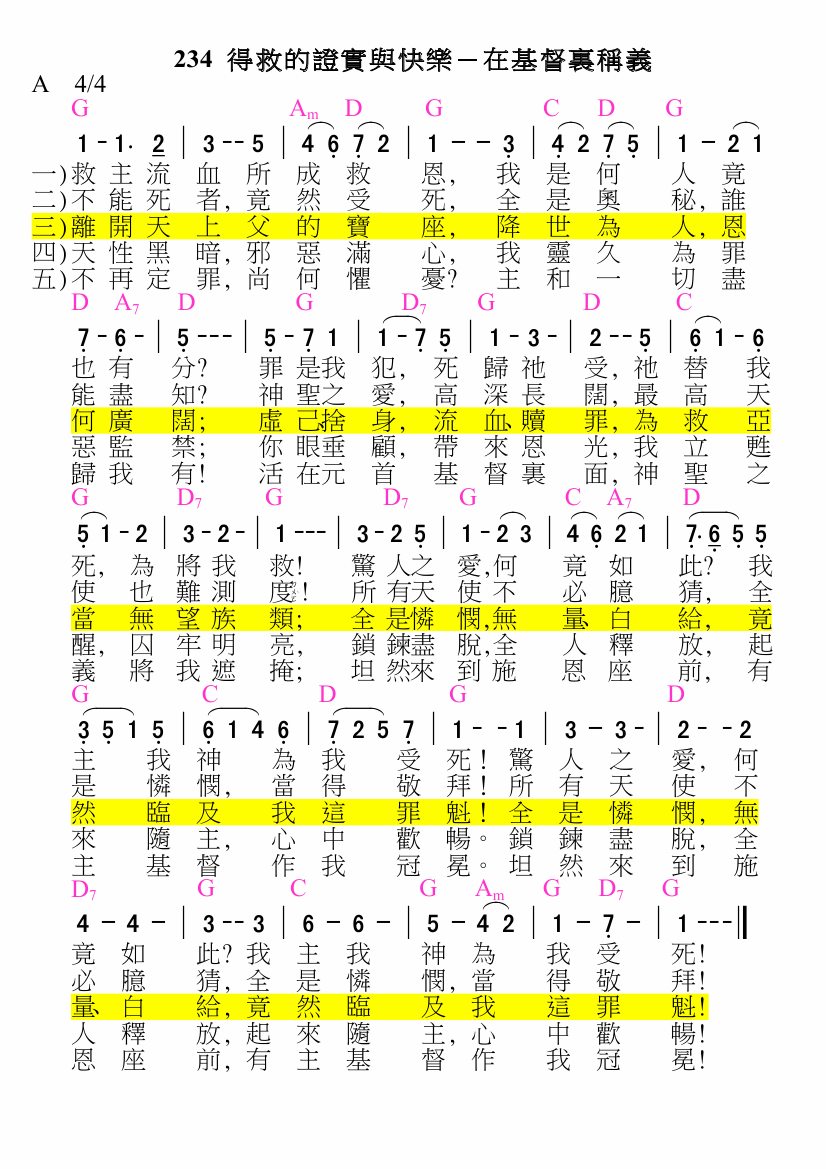 234 得救的證實與快樂－在基督裏稱義
A 4/4
G Am D G C D G
1 - 1. 2 | 3 -- 5 | 4 6 7 2 | 1 — — 3 | 4 2 7 5 | 1 — 2 1
一)救主流血所成救恩, 我是何人竟
二)不能死者,竟然受死, 全是奧秘,誰
三)離開天上父的寶座, 降世為人,恩
四)天性黑暗,邪惡滿心, 我靈久為罪
五)不再定罪,尚何懼憂? 主和一切盡
D A7 D G D7 G D C
7 - 6 - | 5 --- | 5 - 7 1 | 1 - 7 5 | 1 - 3 - | 2 -- 5 | 6 1 - 6
也有分? 罪是我犯,死歸祂受,祂替我
能盡知? 神聖之愛,高深長闊,最高天
何廣闊; 虛己、捨身,流血、贖罪,為救亞
惡監禁; 你眼垂顧,帶來恩光,我立甦
歸我有! 活在元首基督裏面,神聖之
G D7 G D7 G C A7 D
5 1 - 2 | 3 - 2 - | 1 --- | 3 - 2 5 | 1 - 2 3 | 4 6 2 1 | 7. 6 5 5
死,為將我救! 驚人之愛,何竟如此?我
使也難測度! 所有天使不必臆猜,全
當無望族類; 全是憐憫,無量、白給,竟
醒,囚牢明亮, 鎖鍊盡脫,全人釋放,起
義將我遮掩; 坦然來到施恩座前,有
G C D G D
3 5 1 5 | 6 1 4 6 | 7 2 5 7 | 1 - - 1 | 3 — 3 - | 2 - - 2
主我神為我受死!驚人之愛,何
是憐憫,當得敬拜!所有天使不
然臨及我這罪魁!全是憐憫,無
來隨主,心中歡暢。鎖鍊盡脫,全
主基督作我冠冕。坦然來到施
D7 G C G Am G D7 G
4 — 4 — | 3 -- 3 | 6 — 6 — | 5 — 4 2 | 1 — 7 — | 1 ---
竟如此?我主我神為我受死!
必臆猜,全是憐憫,當得敬拜!
量、白給,竟然臨及我這罪魁!
人釋放,起來隨主,心中歡暢!
恩座前,有主基督作我冠冕!